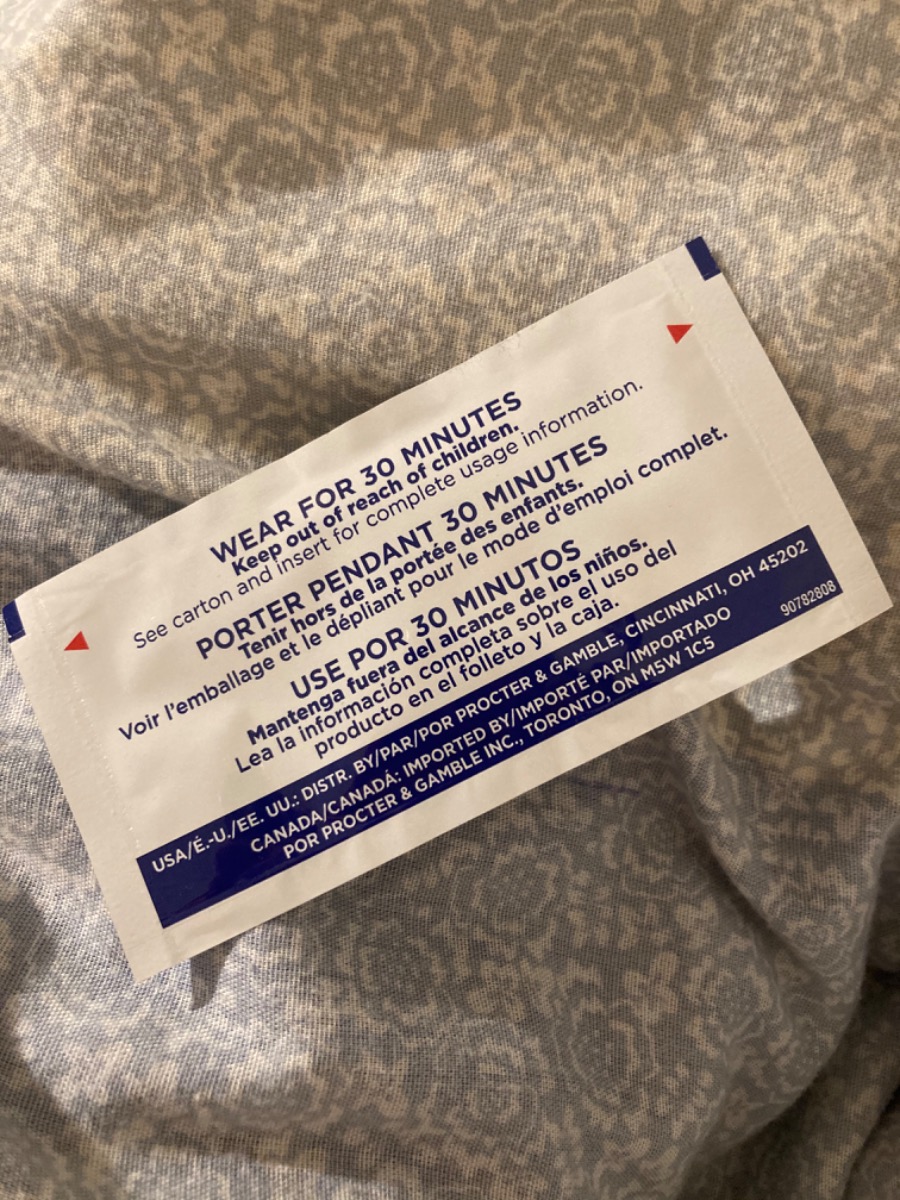 WEAR FOR 30 MINUTES
Keep out of reach of children.
See carton and insert for complete usage information.
PORTER PENDANT 30 MINUTES
Tenir hors de la portée des enfants.
Voir l'emballage et le dépliant pour le mode d'emploi complet.
USE POR 30 MINUTOS
Mantenga fuera del alcance de los niños.
Lea la información completa sobre el uso del
producto en el folleto y la caja.
USA/É.-U./EE. UU.: DISTR. BY/PAR/POR PROCTER & GAMBLE, CINCINNATI, OH 45202
CANADA/CANADÁ: IMPORTED BY/IMPORTÉ PAR/IMPORTADO
POR PROCTER & GAMBLE INC., TORONTO, ON M5W 1C5
90782808